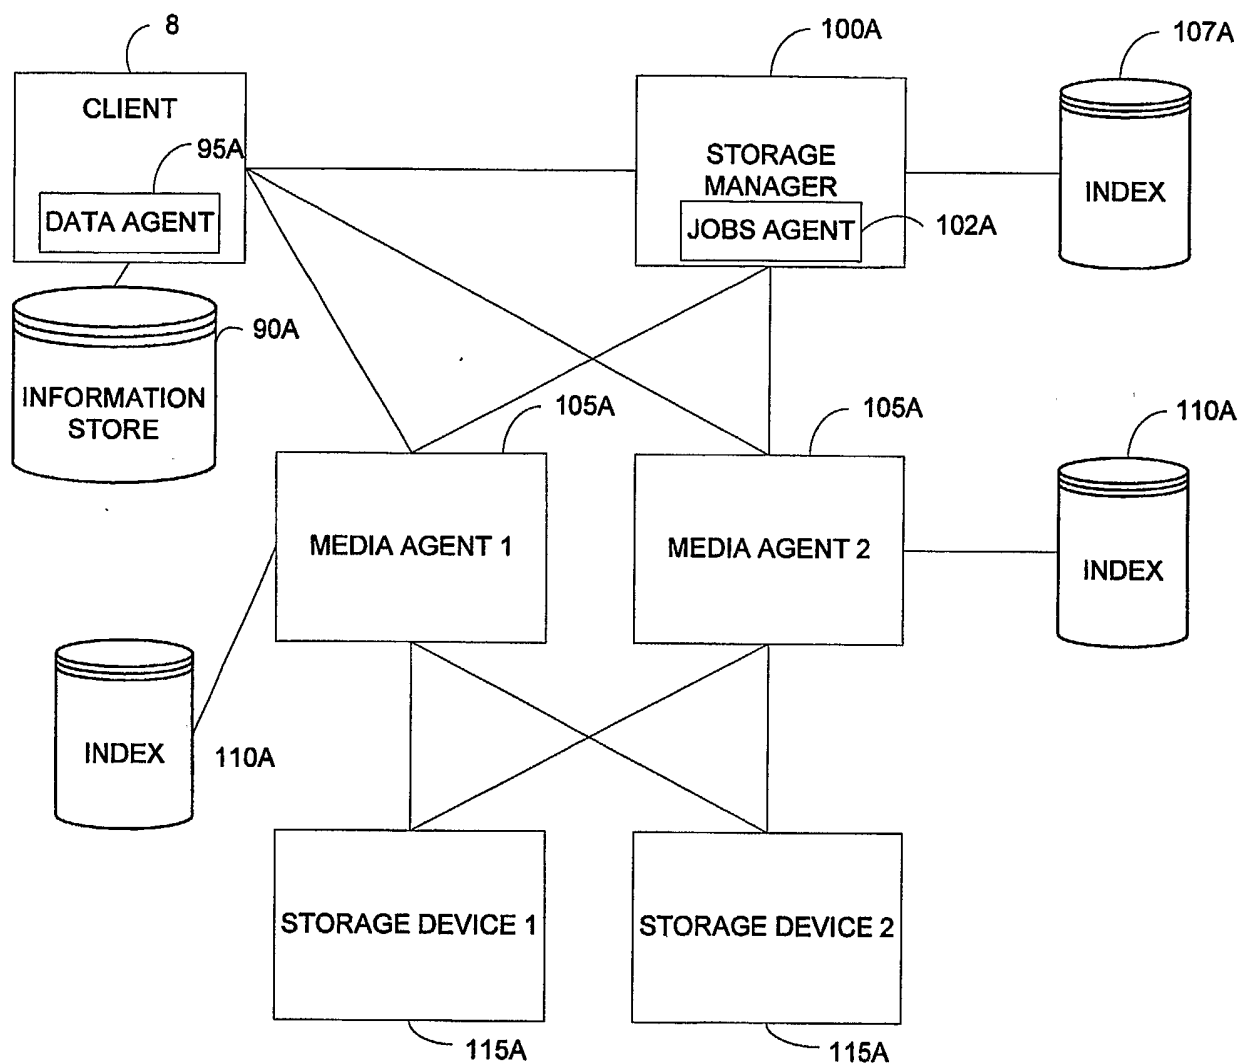 8
100A
107A
CLIENT
95A
DATA AGENT
STORAGE
MANAGER
JOBS AGENT
102A
INDEX
90A
INFORMATION
STORE
105A
105A
110A
MEDIA AGENT 1
MEDIA AGENT 2
INDEX
INDEX
110A
STORAGE DEVICE 1
STORAGE DEVICE 2
115A
115A